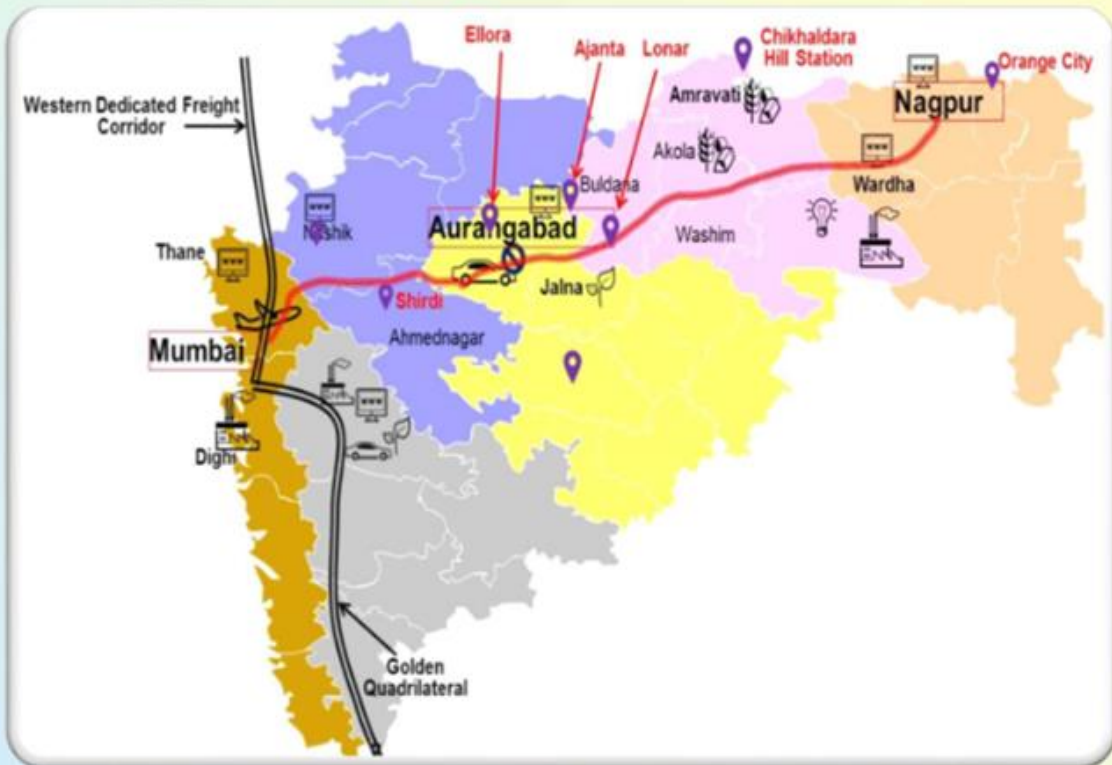 Ellora
Ajanta
Lonar
Chikhaldara
Hill Station
Orange City
Western Dedicated Freight
Corridor
Amravati
Nagpur
Akola
Buldana
Wardha
Nashik
Aurangabad
Washim
Thane
Jalna
Shirdi
Ahmednagar
Mumbai
Dighi
Golden
Quadrilateral